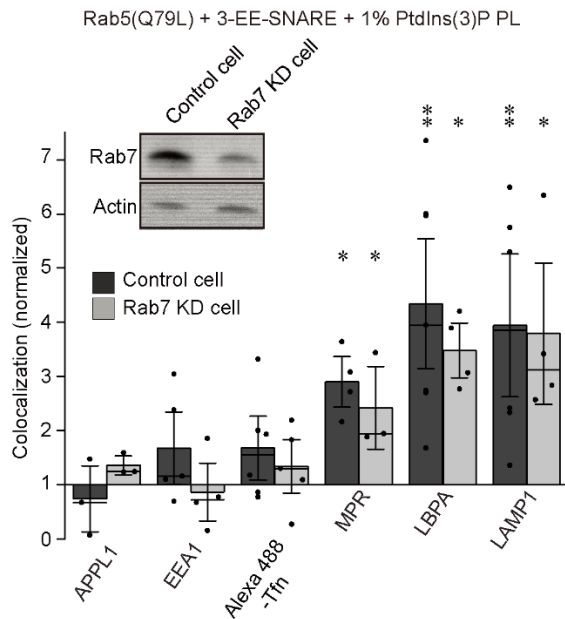 Rab5(Q79L) + 3-EE-SNARE + 1% PtdIns(3)P PL
Control cell
Rab7 KD cell
Rab7
Actin
Control cell
Rab7 KD cell
Colocalization (normalized)
7
6
5
4
3
2
1
0
* * * * * * * *
APPL1
EEA1
Alexa 488
-Tfn
MPR
LBPA
LAMP1